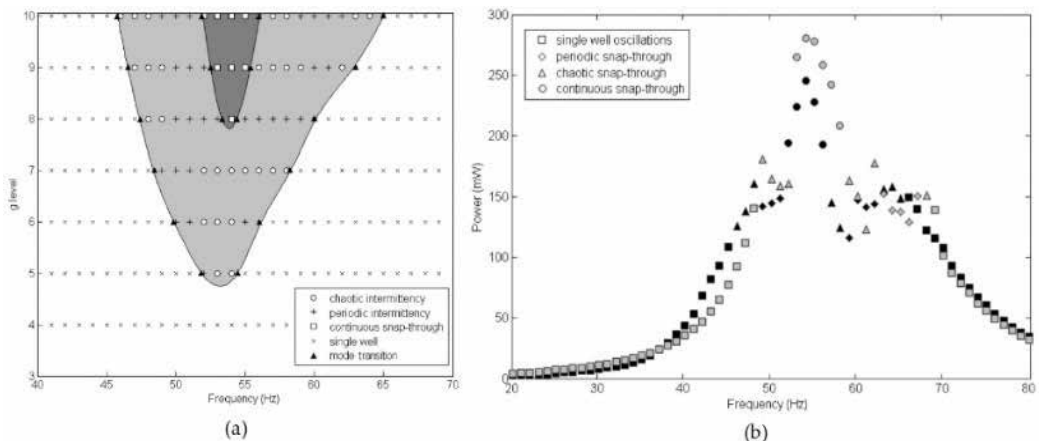 10
9
8
7
6
5
4
3
g level
40 45 50 55 60 65 70
Frequency (Hz)
chaotic intermittency
periodic intermittency
continuous snap-through
single well
mode transition
(a)
300
250
200
150
100
50
0
Power (mW)
20 30 40 50 60 70 80
Frequency (Hz)
single well oscillations
periodic snap-through
chaotic snap-through
continuous snap-through
(b)